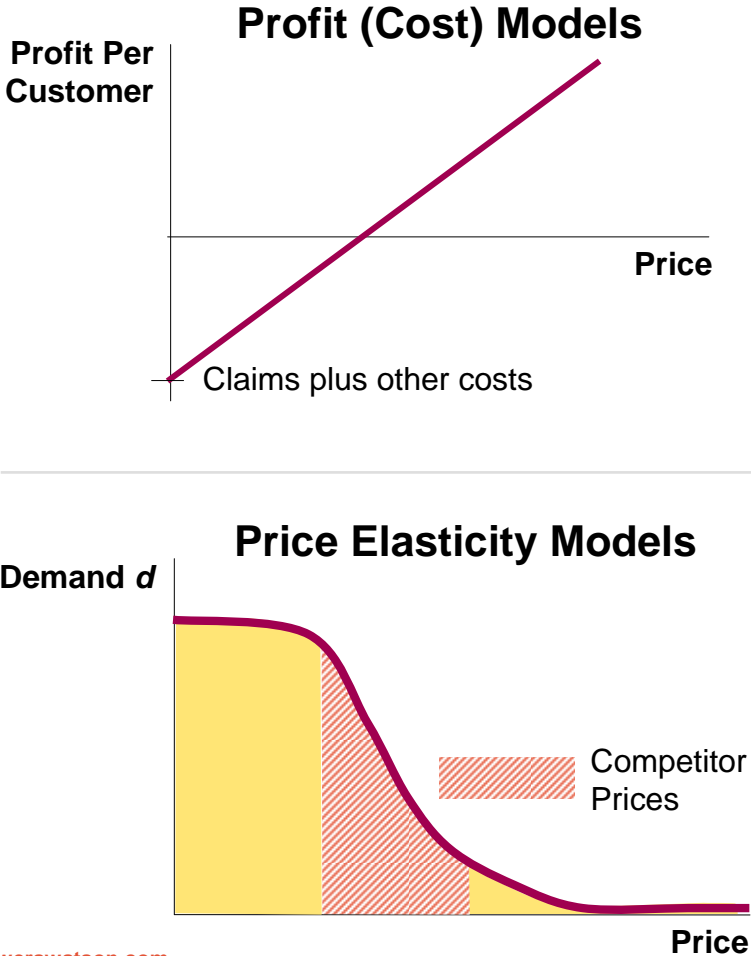 Profit (Cost) Models
Profit Per
Customer
Price
Claims plus other costs
Price Elasticity Models
Demand d
Competitor
Prices
Price